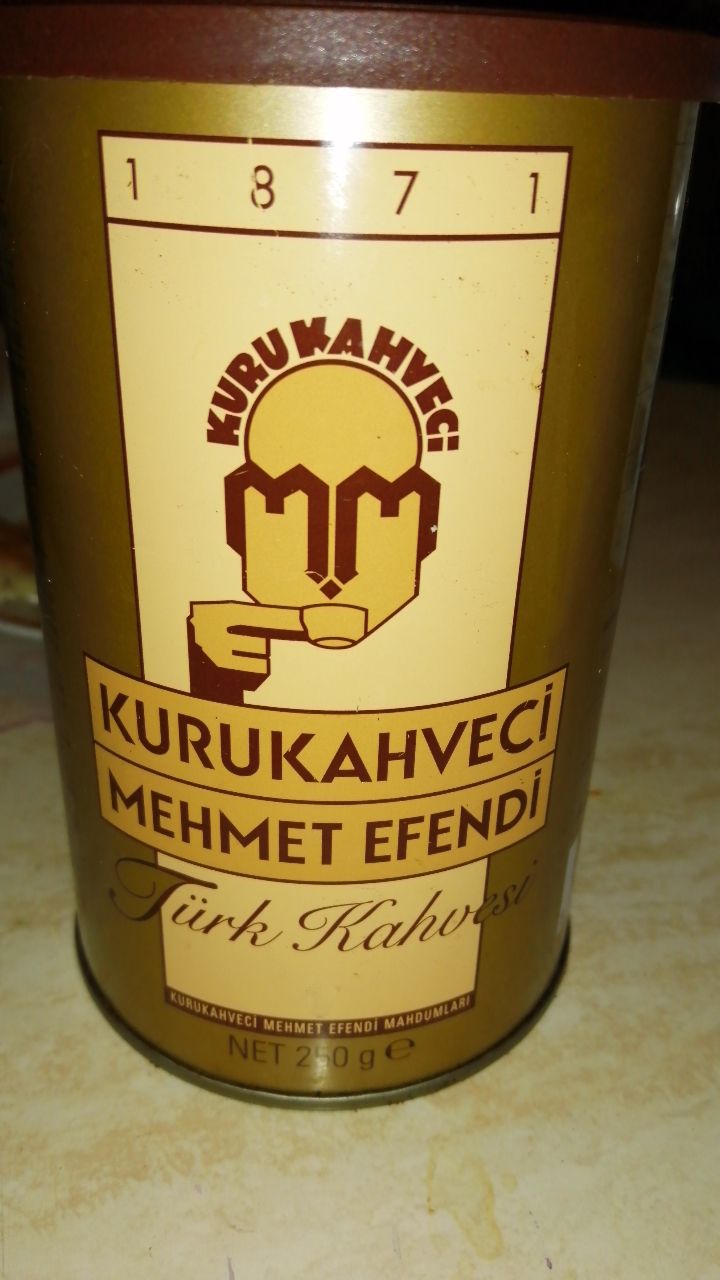 1 8 7 1
KURUKAHVECİ
KURUKAHVECİ
MEHMET EFENDİ
Türk Kahvesi
KURUKAHVECİ MEHMET EFENDİ MAHDUMLARI
NET 250 g ℮